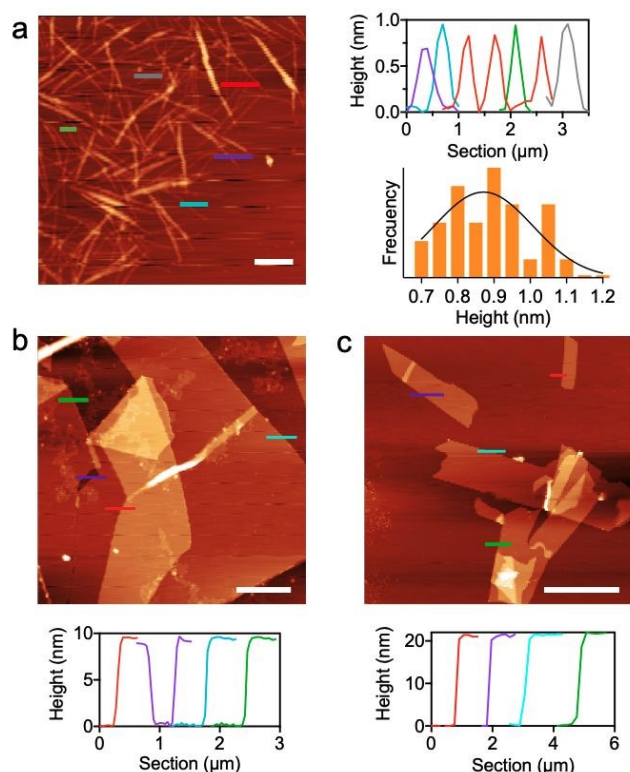 a
Height (nm)
1.0
0.5
0.0
0 1 2 3
Section (µm)
Frecuency
0.7 0.8 0.9 1.0 1.1 1.2
Height (nm)
b
c
Height (nm)
10
5
0
0 1 2 3
Section (µm)
Height (nm)
20
10
0
0 2 4 6
Section (µm)